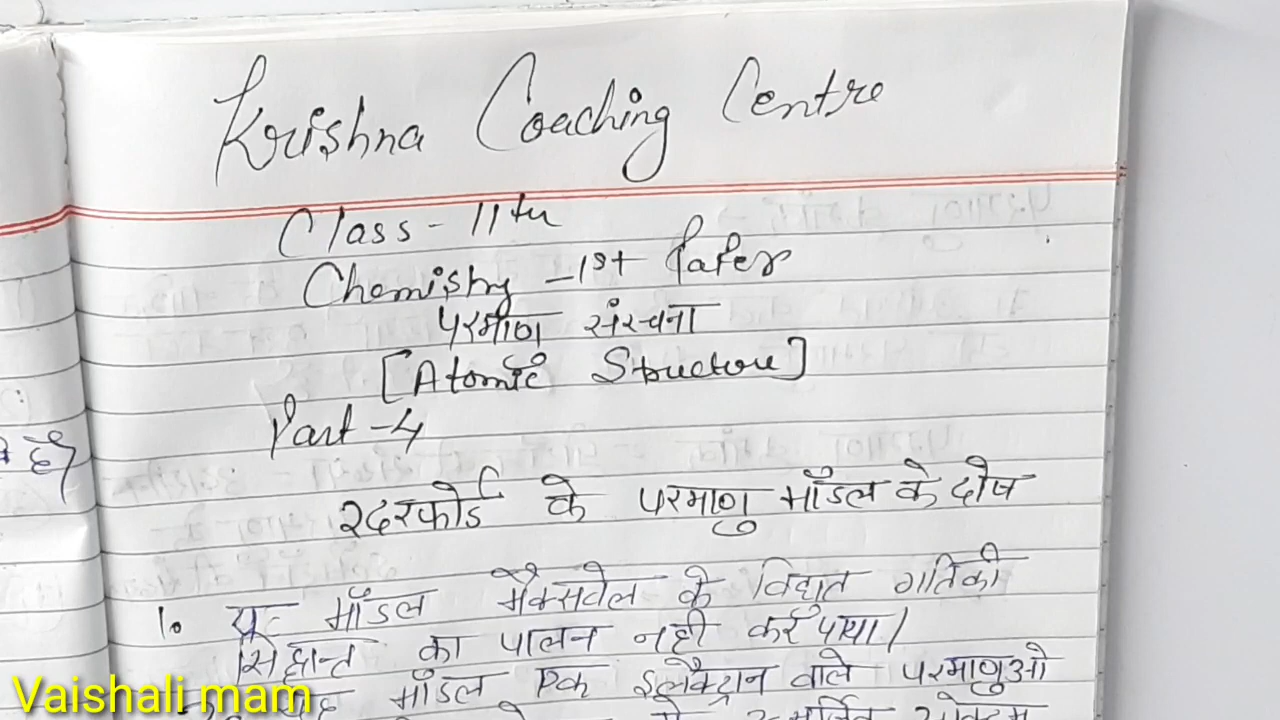 Krishna Coaching Centre
Class - 11th
Chemistry - 1st Paper
परमाणु संरचना
[Atomic Structure]
Part - 4
रदरफोर्ड के परमाणु मॉडल के दोष
1. यह मॉडल मैक्सवेल के विद्युत गतिकी
सिद्धान्त का पालन नही कर पाया।
यह मॉडल एक इलेक्ट्रान वाले परमाणुओ
है।
Vaishali mam